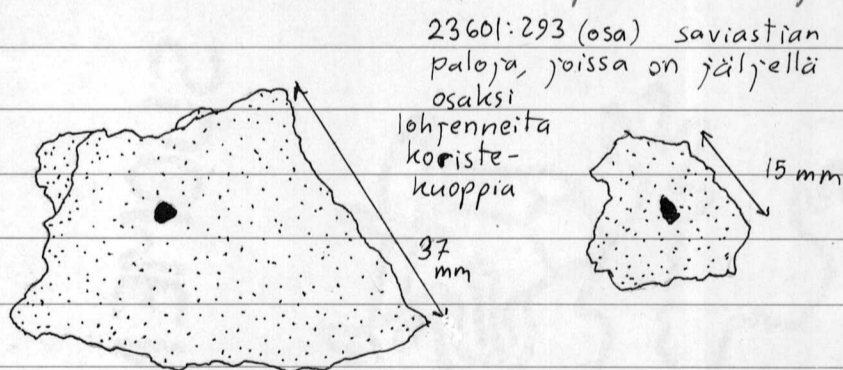 23601:293 (osa) saviastian
paloja, joissa on jäljellä
osaksi
lohjenneita
koriste-
kuoppia
15 mm
37
mm